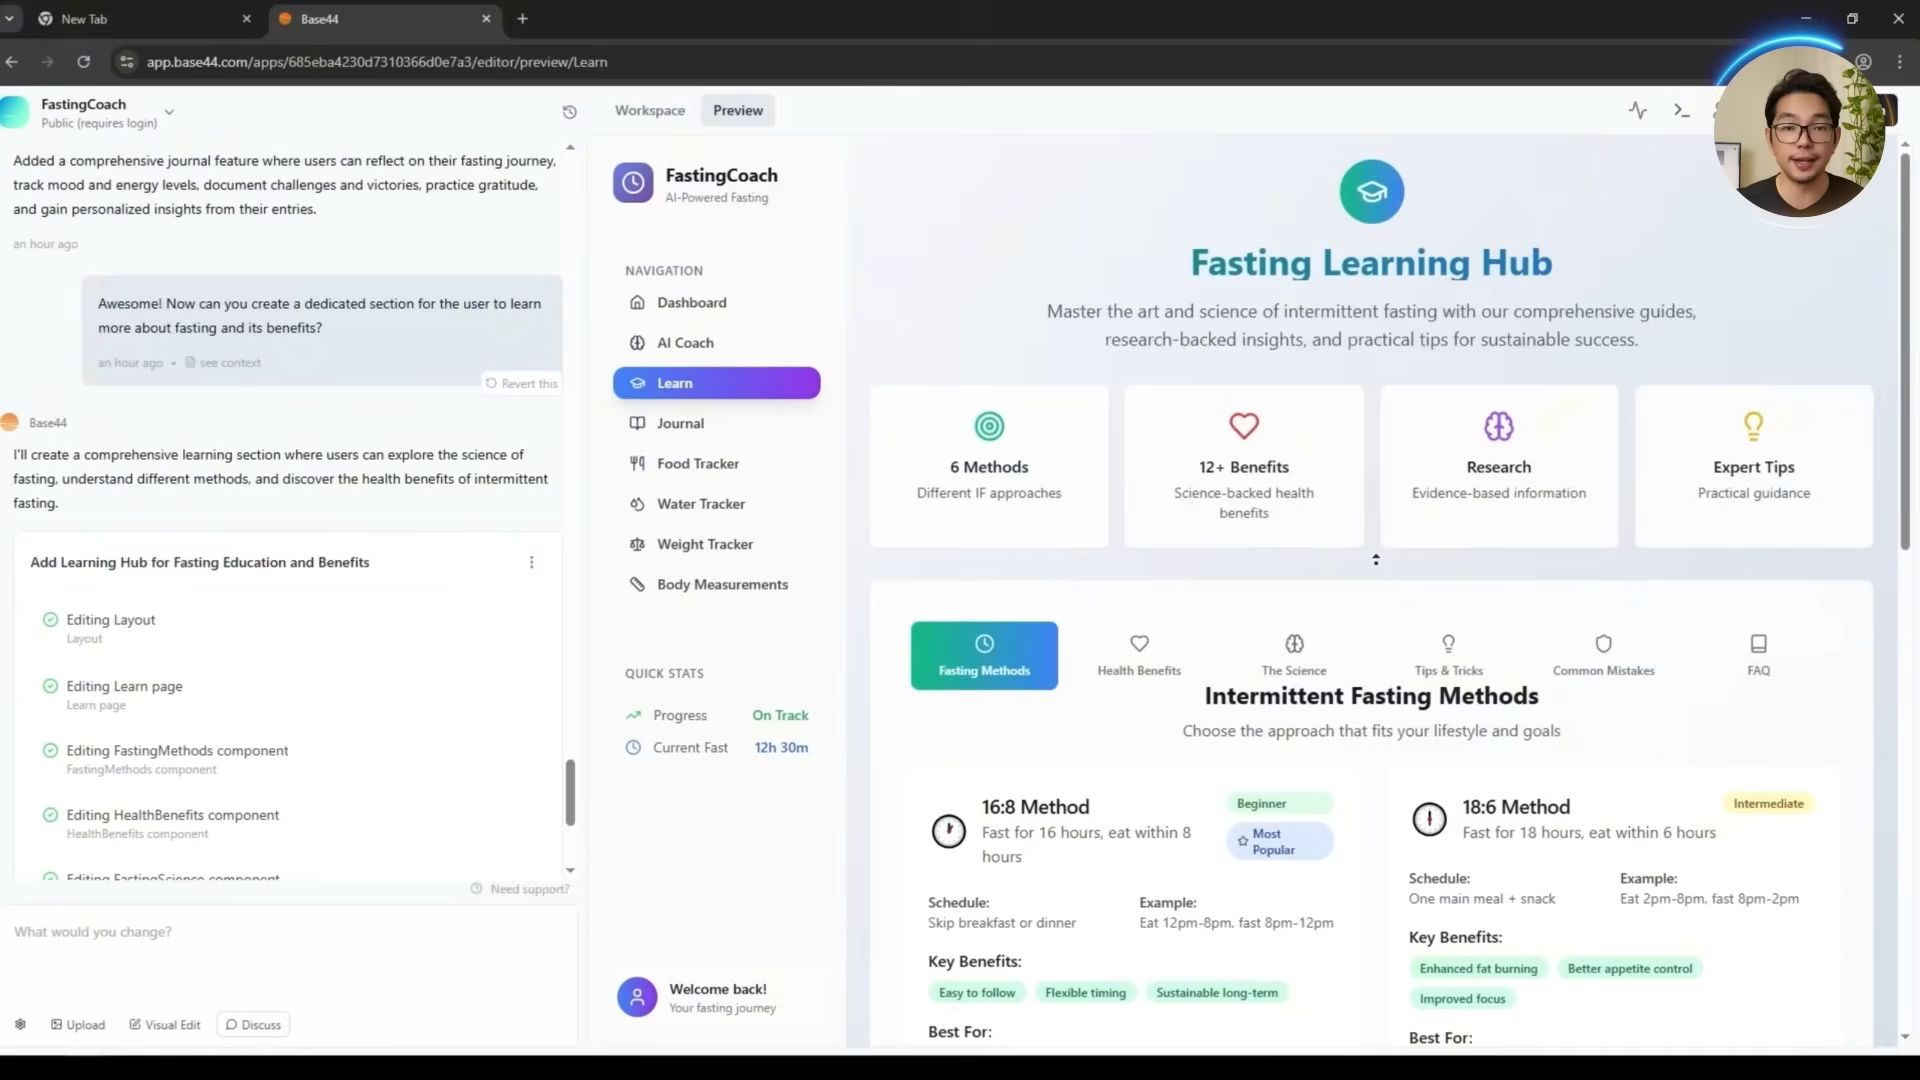 New Tab
Base44
app.base44.com/apps/685eba4230d7310366d0e7a3/editor/preview/Learn
FastingCoach
Public (requires login)
Added a comprehensive journal feature where users can reflect on their fasting journey,
track mood and energy levels, document challenges and victories, practice gratitude,
and gain personalized insights from their entries.
an hour ago
Awesome! Now can you create a dedicated section for the user to learn
more about fasting and its benefits?
an hour ago • see context
Revert this
Base44
I'll create a comprehensive learning section where users can explore the science of
fasting, understand different methods, and discover the health benefits of intermittent
fasting.
Add Learning Hub for Fasting Education and Benefits
Editing Layout
Layout
Editing Learn page
Learn page
Editing FastingMethods component
FastingMethods component
Editing HealthBenefits component
HealthBenefits component
Editing FastingScience component
Need support?
What would you change?
Upload
Visual Edit
Discuss
Workspace
Preview
FastingCoach
AI-Powered Fasting
NAVIGATION
Dashboard
AI Coach
Learn
Journal
Food Tracker
Water Tracker
Weight Tracker
Body Measurements
QUICK STATS
Progress On Track
Current Fast 12h 30m
Welcome back!
Your fasting journey
Fasting Learning Hub
Master the art and science of intermittent fasting with our comprehensive guides,
research-backed insights, and practical tips for sustainable success.
6 Methods
Different IF approaches
12+ Benefits
Science-backed health
benefits
Research
Evidence-based information
Expert Tips
Practical guidance
Fasting Methods
Health Benefits
The Science
Tips & Tricks
Common Mistakes
FAQ
Intermittent Fasting Methods
Choose the approach that fits your lifestyle and goals
16:8 Method
Fast for 16 hours, eat within 8
hours
Beginner
Most
Popular
Schedule:
Skip breakfast or dinner
Example:
Eat 12pm-8pm, fast 8pm-12pm
Key Benefits:
Easy to follow
Flexible timing
Sustainable long-term
Best For:
18:6 Method
Fast for 18 hours, eat within 6 hours
Intermediate
Schedule:
One main meal + snack
Example:
Eat 2pm-8pm, fast 8pm-2pm
Key Benefits:
Enhanced fat burning
Better appetite control
Improved focus
Best For: